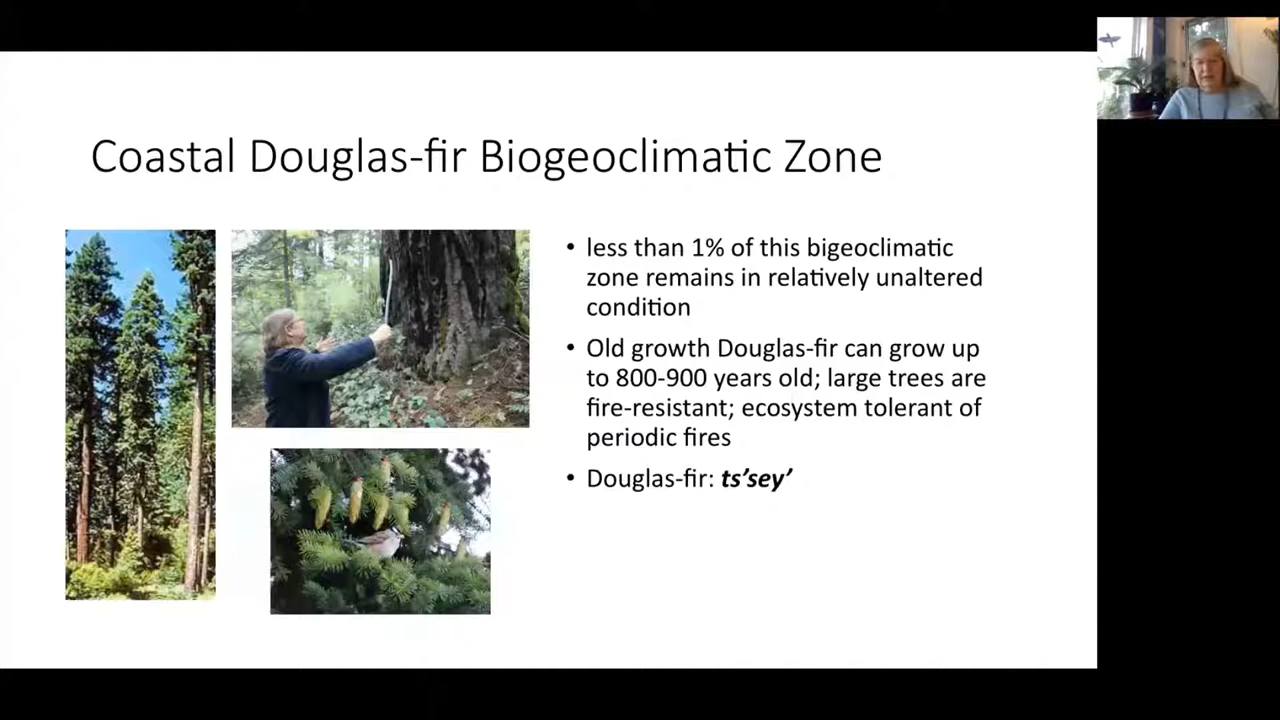 Coastal Douglas-fir Biogeoclimatic Zone
• less than 1% of this bigeoclimatic
zone remains in relatively unaltered
condition
• Old growth Douglas-fir can grow up
to 800-900 years old; large trees are
fire-resistant; ecosystem tolerant of
periodic fires
• Douglas-fir: ts’sey’